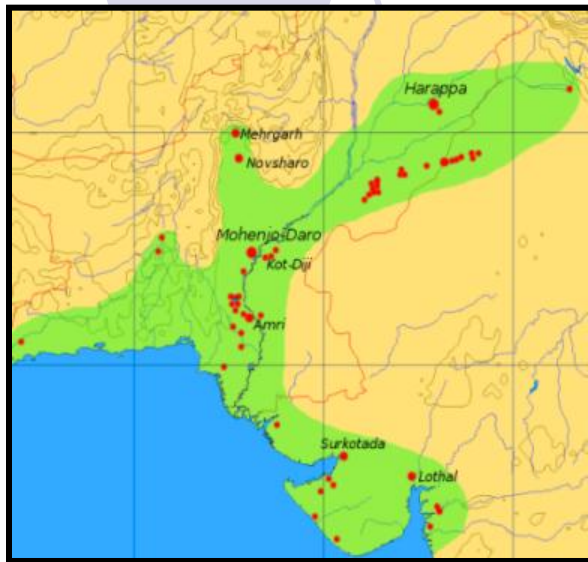 Harappa
Mehrgarh
Novsharo
Mohenjo-Daro
Kot-Diji
Amri
Surkotada
Lothal